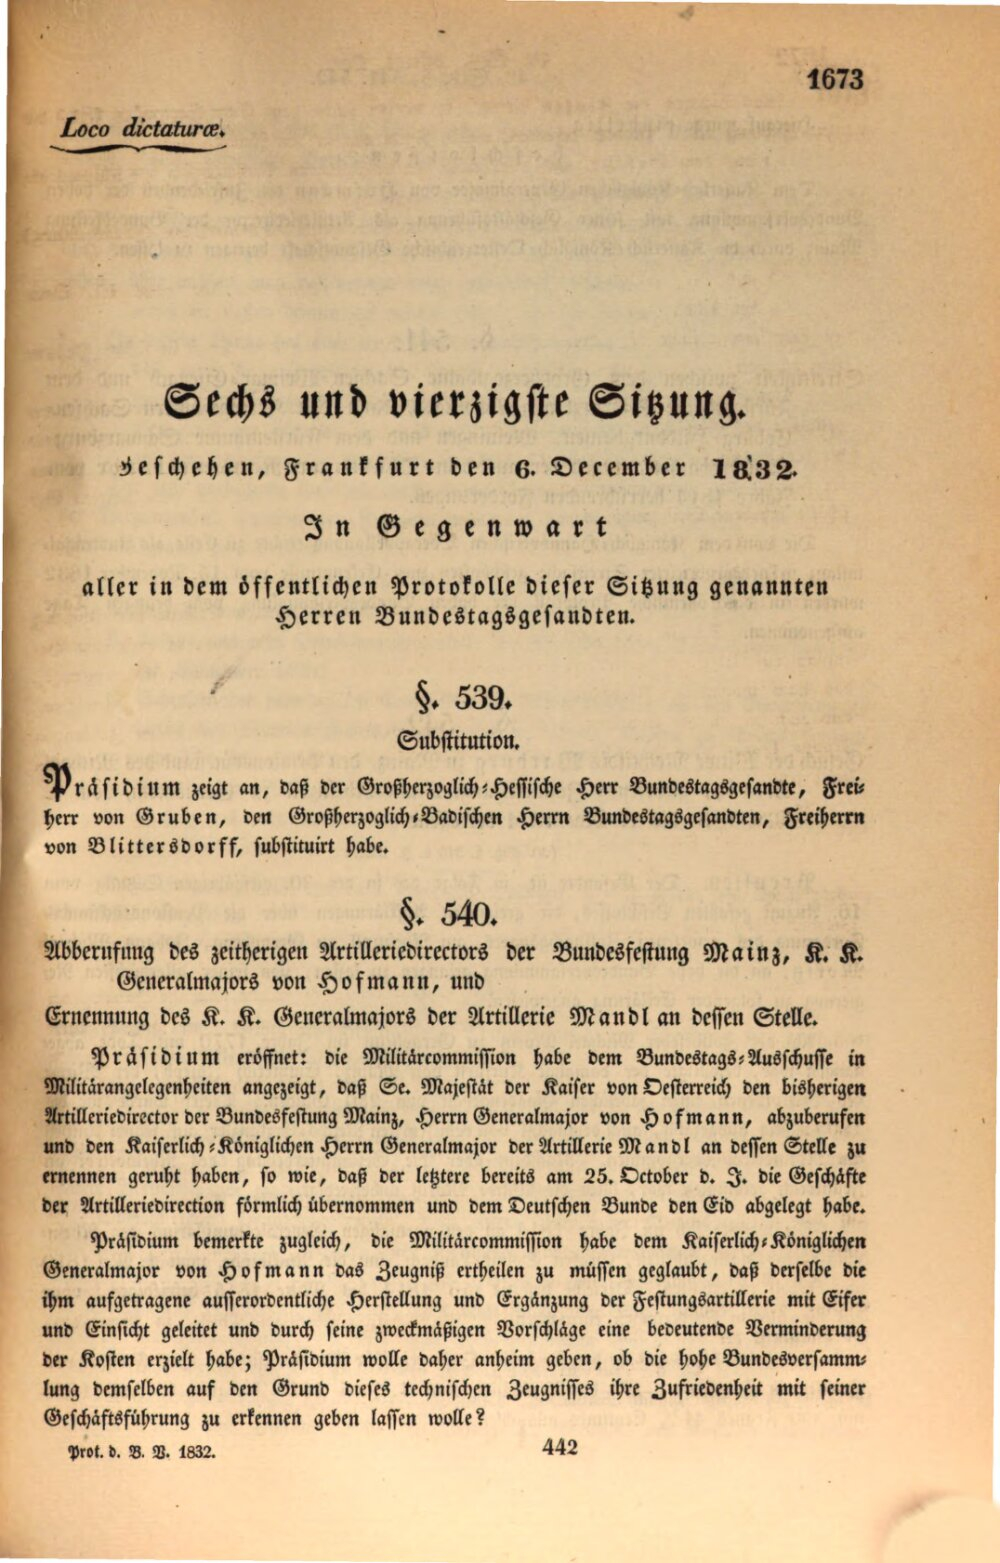 1673
Loco dictaturæ.
Sechs und vierzigste Sitzung.
Geschehen, Frankfurt den 6. December 1832.
In Gegenwart
aller in dem öffentlichen Protokolle dieser Sitzung genannten
Herren Bundestagsgesandten.
§. 539.
Substitution.
Präsidium zeigt an, daß der Großherzoglich-Hessische Herr Bundestagsgesandte, Frei-
herr von Gruben, den Großherzoglich-Badischen Herrn Bundestagsgesandten, Freiherrn
von Blittersdorff, substituirt habe.
§. 540.
Abberufung des zeitherigen Artilleriedirectors der Bundesfestung Mainz, K. K.
Generalmajors von Hofmann, und
Ernennung des K. K. Generalmajors der Artillerie Mandl an dessen Stelle.
Präsidium eröffnet: die Militärcommission habe dem Bundestags-Ausschusse in
Militärangelegenheiten angezeigt, daß Se. Majestät der Kaiser von Oesterreich den bisherigen
Artilleriedirector der Bundesfestung Mainz, Herrn Generalmajor von Hofmann, abzuberufen
und den Kaiserlich-Königlichen Herrn Generalmajor der Artillerie Mandl an dessen Stelle zu
ernennen geruht haben, so wie, daß der letztere bereits am 25. October d. J. die Geschäfte
der Artilleriedirection förmlich übernommen und dem Deutschen Bunde den Eid abgelegt habe.
Präsidium bemerkte zugleich, die Militärcommission habe dem Kaiserlich-Königlichen
Generalmajor von Hofmann das Zeugniß ertheilen zu müssen geglaubt, daß derselbe die
ihm aufgetragene ausserordentliche Herstellung und Ergänzung der Festungsartillerie mit Eifer
und Einsicht geleitet und durch seine zweckmäßigen Vorschläge eine bedeutende Verminderung
der Kosten erzielt habe; Präsidium wolle daher anheim geben, ob die hohe Bundesversamm-
lung demselben auf den Grund dieses technischen Zeugnisses ihre Zufriedenheit mit seiner
Geschäftsführung zu erkennen geben lassen wolle?
Prot. d. B. V. 1832.
442